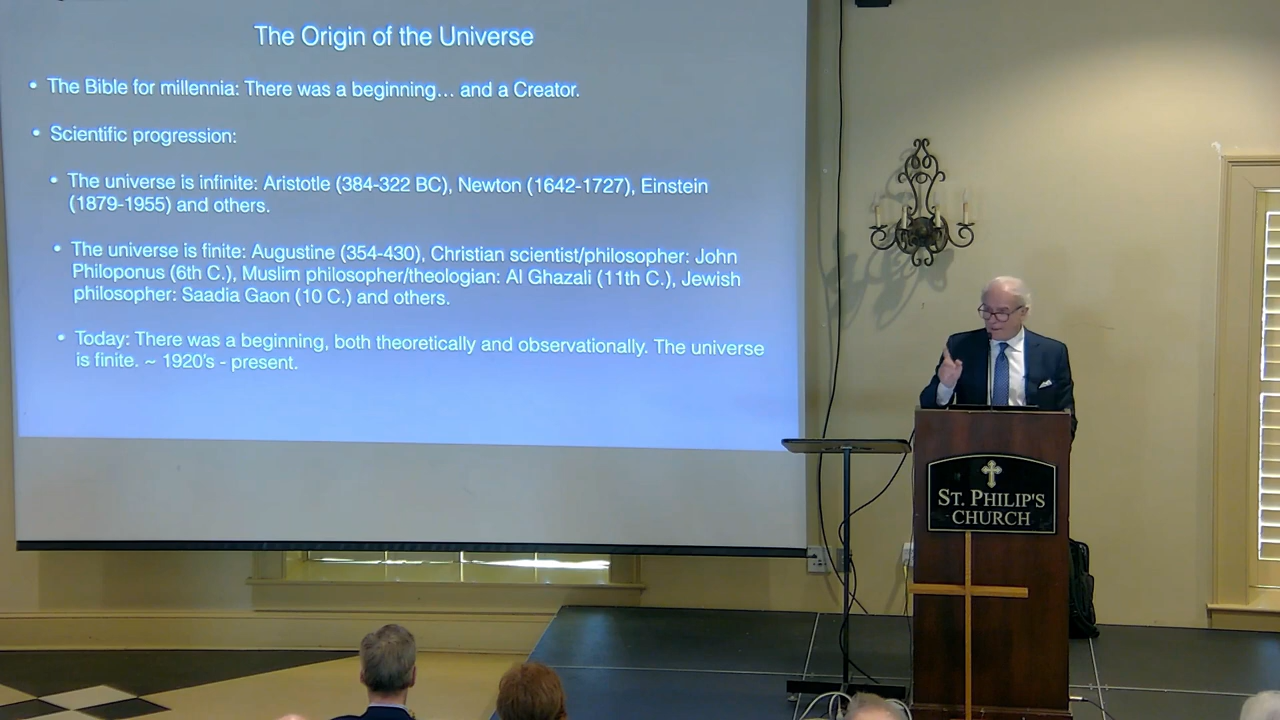 The Origin of the Universe
• The Bible for millennia: There was a beginning... and a Creator.
• Scientific progression:
• The universe is infinite: Aristotle (384-322 BC), Newton (1642-1727), Einstein
(1879-1955) and others.
• The universe is finite: Augustine (354-430), Christian scientist/philosopher: John
Philoponus (6th C.), Muslim philosopher/theologian: Al Ghazali (11th C.), Jewish
philosopher: Saadia Gaon (10 C.) and others.
• Today: There was a beginning, both theoretically and observationally. The universe
is finite. ~ 1920's - present.
ST. PHILIP'S
CHURCH